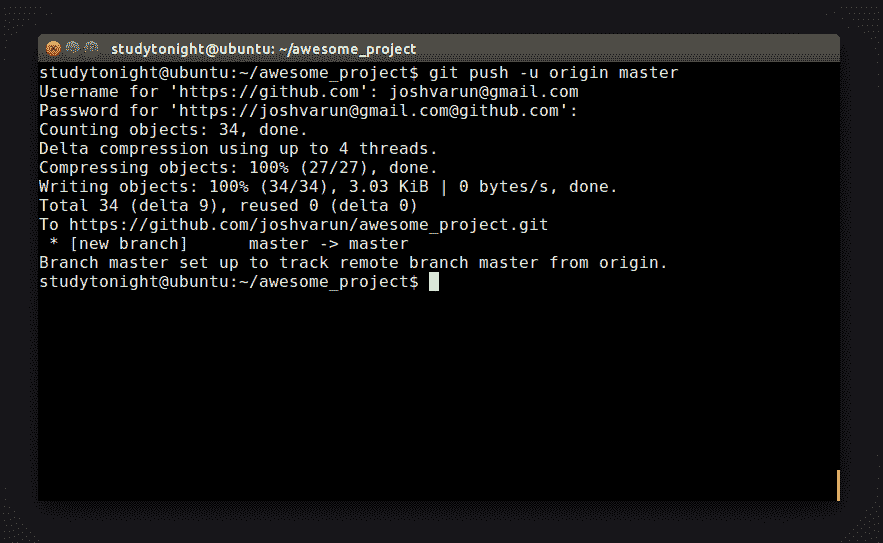 studytonight@ubuntu: ~/awesome_project
studytonight@ubuntu:~/awesome_project$ git push -u origin master
Username for 'https://github.com': joshvarun@gmail.com
Password for 'https://joshvarun@gmail.com@github.com':
Counting objects: 34, done.
Delta compression using up to 4 threads.
Compressing objects: 100% (27/27), done.
Writing objects: 100% (34/34), 3.03 KiB | 0 bytes/s, done.
Total 34 (delta 9), reused 0 (delta 0)
To https://github.com/joshvarun/awesome_project.git
 * [new branch]      master -> master
Branch master set up to track remote branch master from origin.
studytonight@ubuntu:~/awesome_project$